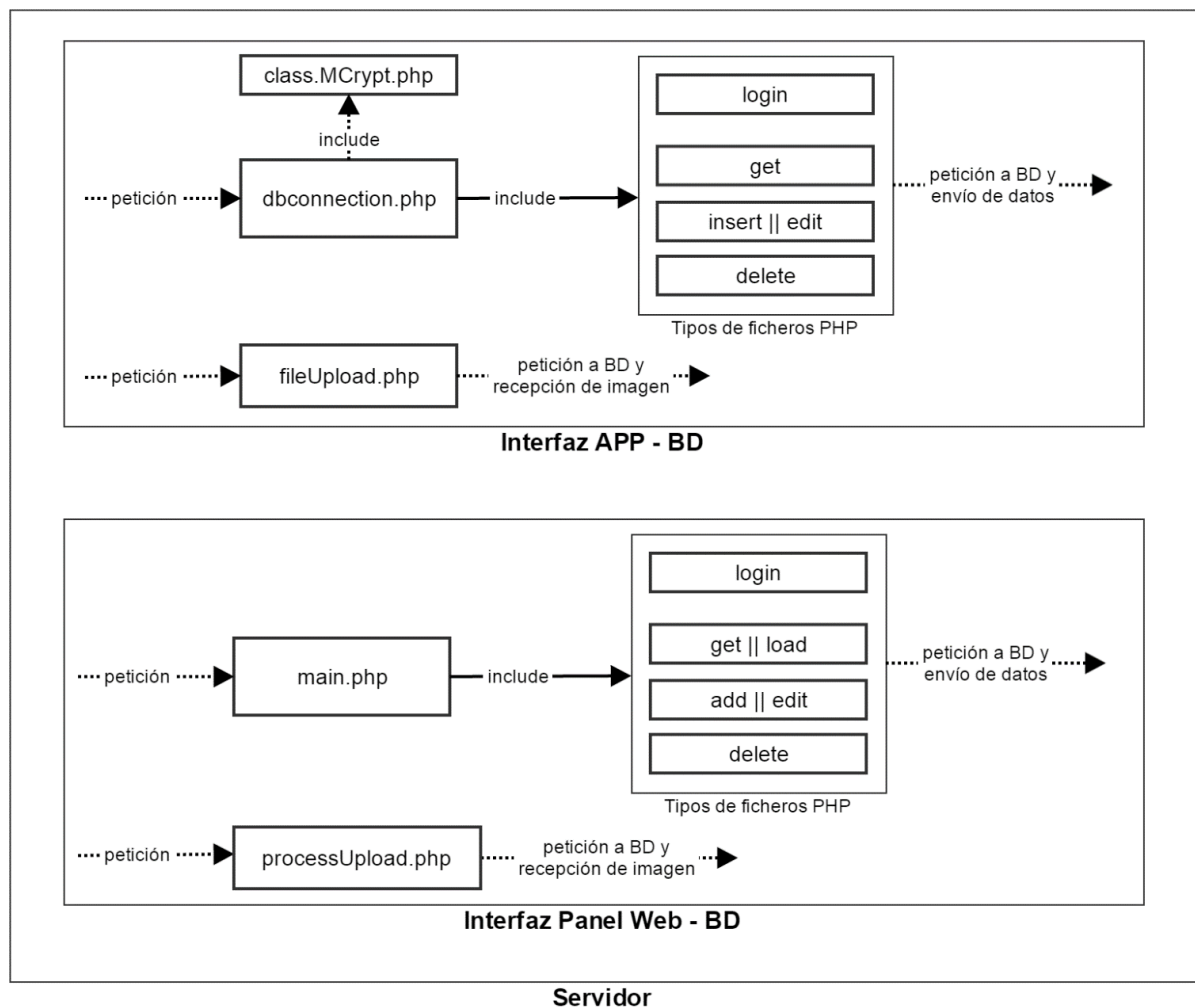 class.MCrypt.php
include
petición
dbconnection.php
include
login
get
insert || edit
delete
Tipos de ficheros PHP
petición a BD y
envío de datos
petición
fileUpload.php
petición a BD y
recepción de imagen
Interfaz APP - BD
petición
main.php
include
login
get || load
add || edit
delete
Tipos de ficheros PHP
petición a BD y
envío de datos
petición
processUpload.php
petición a BD y
recepción de imagen
Interfaz Panel Web - BD
Servidor